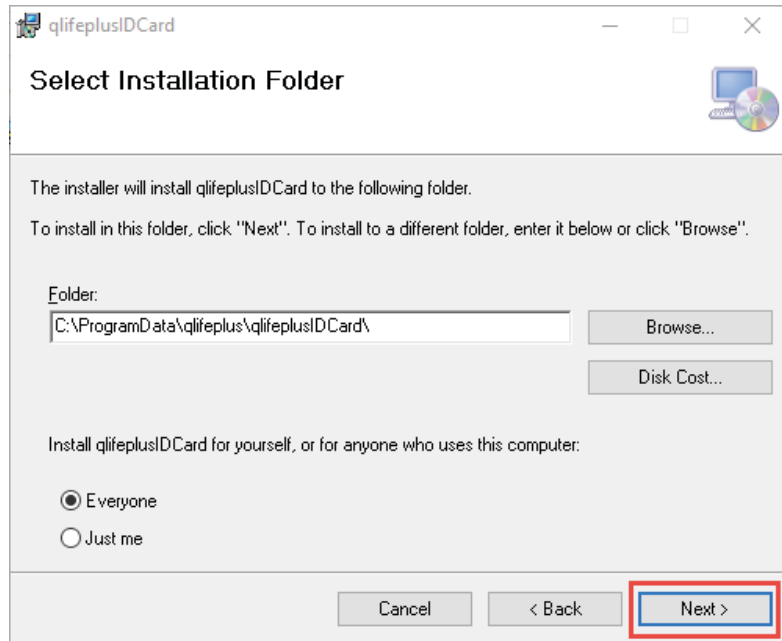 qlifeplusIDCard
Select Installation Folder
The installer will install qlifeplusIDCard to the following folder.
To install in this folder, click "Next". To install to a different folder, enter it below or click "Browse".
Folder:
C:\ProgramData\qlifeplus\qlifeplusIDCard\
Browse...
Disk Cost...
Install qlifeplusIDCard for yourself, or for anyone who uses this computer:
Everyone
Just me
Cancel
< Back
Next >